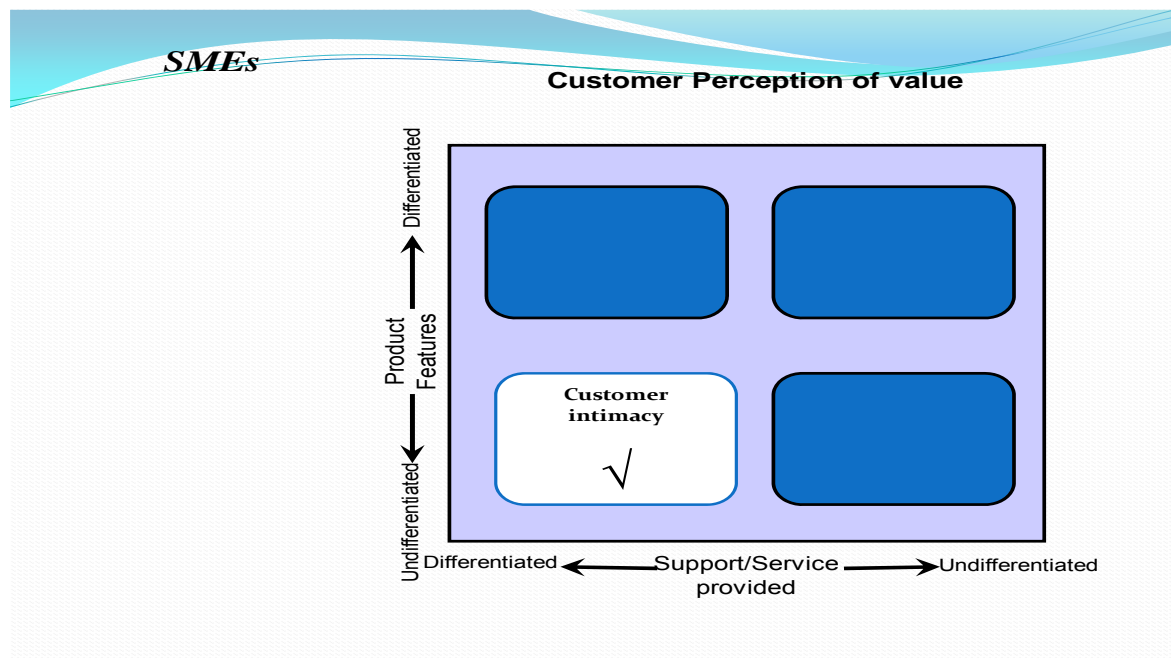 SMEs
Customer Perception of value
Differentiated
Product
Features
Undifferentiated
Customer
intimacy
√
Differentiated
Support/Service
provided
Undifferentiated